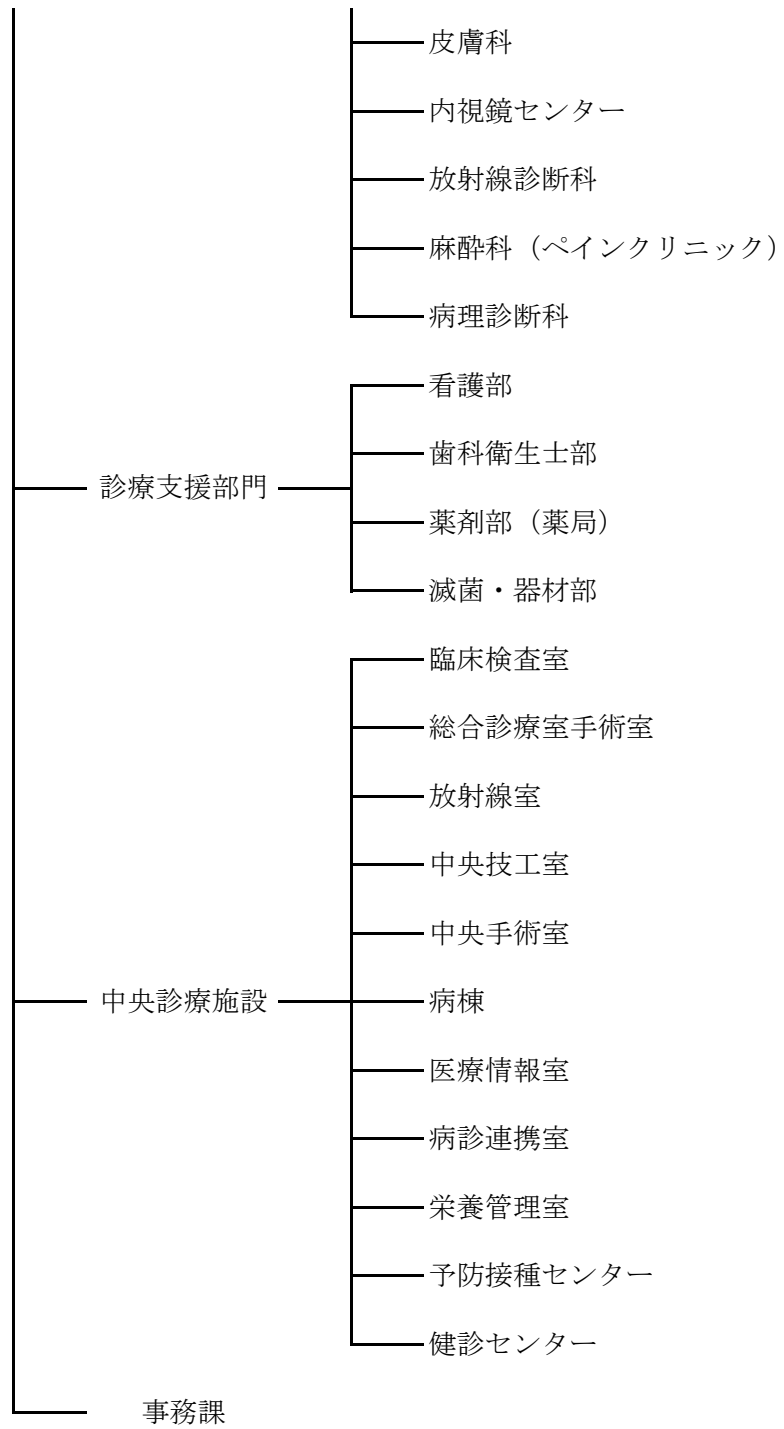 皮膚科
内視鏡センター
放射線診断科
麻酔科（ペインクリニック）
病理診断科
看護部
歯科衛生士部
診療支援部門
薬剤部（薬局）
滅菌・器材部
臨床検査室
総合診療室手術室
放射線室
中央技工室
中央手術室
中央診療施設
病棟
医療情報室
病診連携室
栄養管理室
予防接種センター
健診センター
事務課